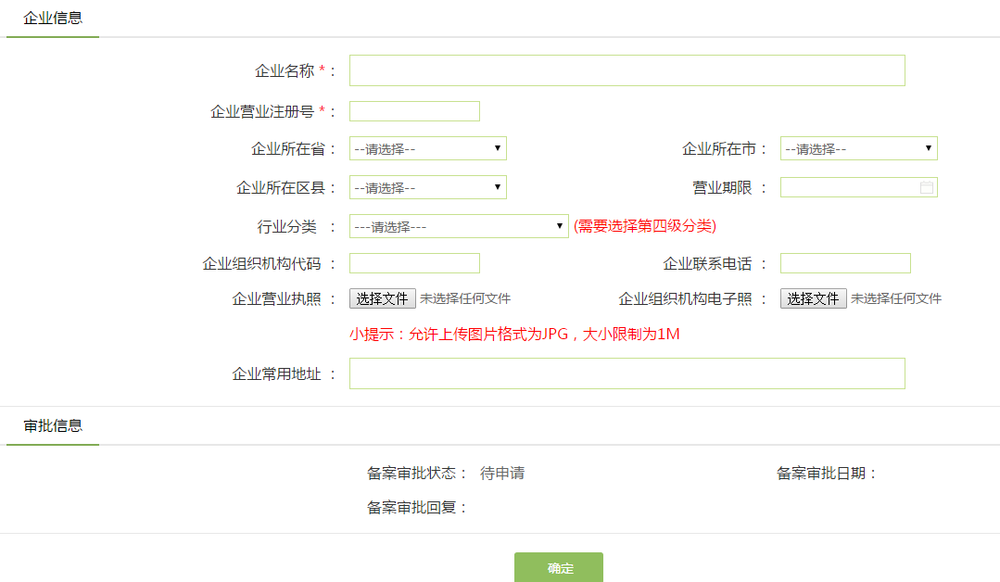 企业信息
企业名称 * ：
企业营业注册号 * ：
企业所在省： --请选择-- 企业所在市： --请选择--
企业所在区县： --请选择-- 营业期限 ：
行业分类 ： ---请选择--- (需要选择第四级分类)
企业组织机构代码 ： 企业联系电话 ：
企业营业执照 ： 选择文件 未选择任何文件 企业组织机构电子照 ： 选择文件 未选择任何文件
小提示：允许上传图片格式为JPG，大小限制为1M
企业常用地址 ：
审批信息
备案审批状态： 待申请 备案审批日期：
备案审批回复：
确定